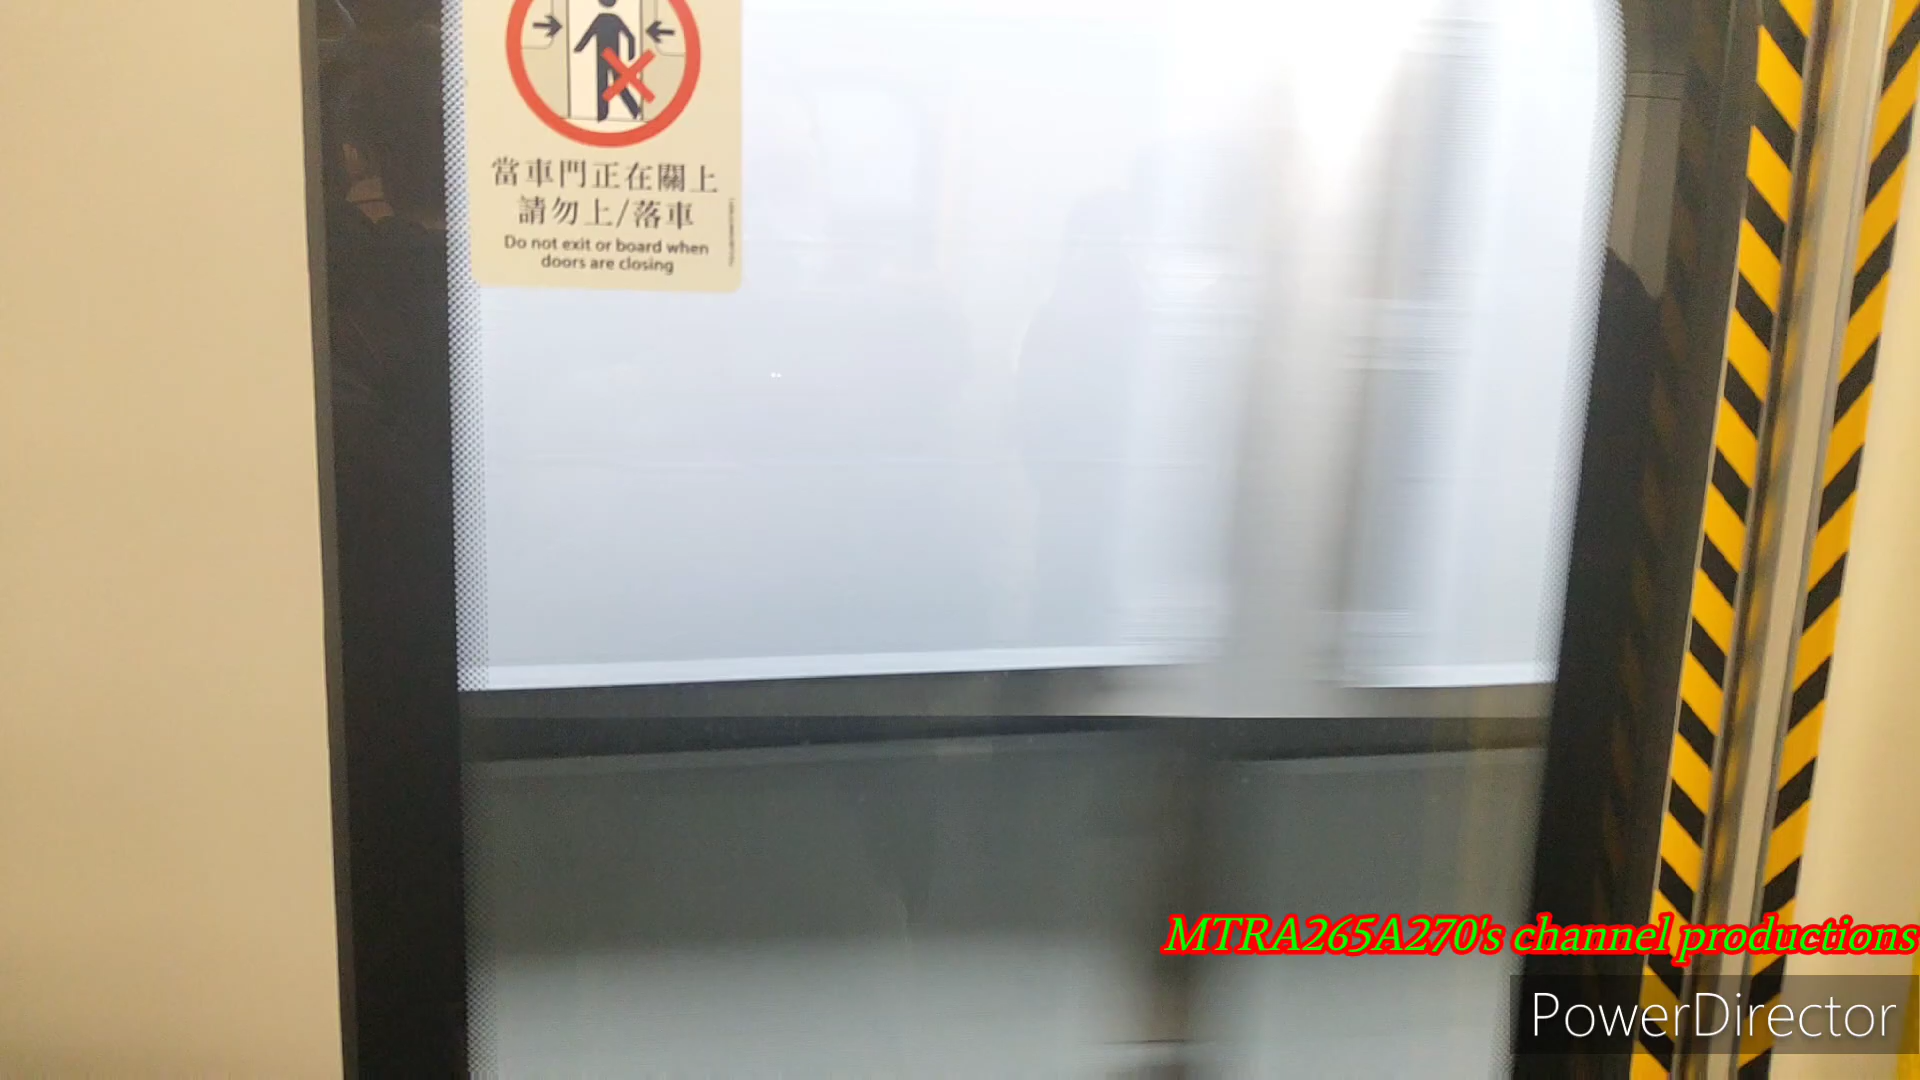 當車門正在關上
請勿上/落車
Do not exit or board when
doors are closing
MTRA265A270's channel productions
PowerDirector